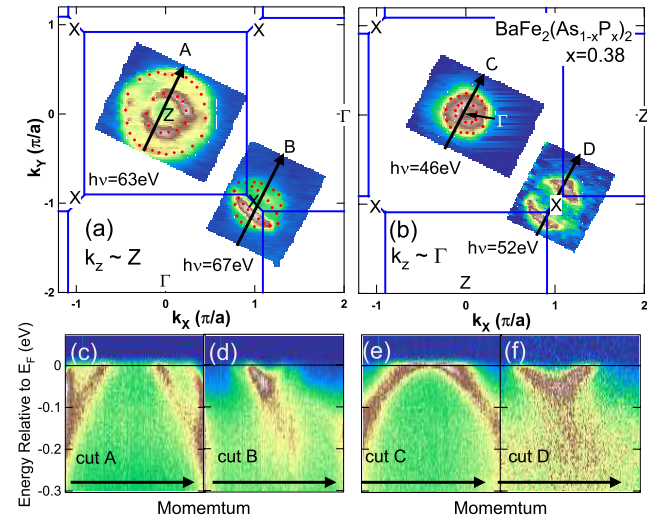 BaFe₂(As₁₋ₓPₓ)₂
x=0.38
X X X X
A C
Z Γ
Γ Z
B D
hν=63eV hν=46eV
X X
(a) (b)
hν=67eV hν=52eV
k_z ~ Z k_z ~ Γ
X X
Γ Z
1 0 -1 -2
k_Y (π/a)
-1 0 1 2
-1 0 1 2
k_X (π/a) k_X (π/a)
Energy Relative to E_F (eV)
0 -0.1 -0.2 -0.3
(c) (d) (e) (f)
cut A cut B cut C cut D
Momemtum Momemtum